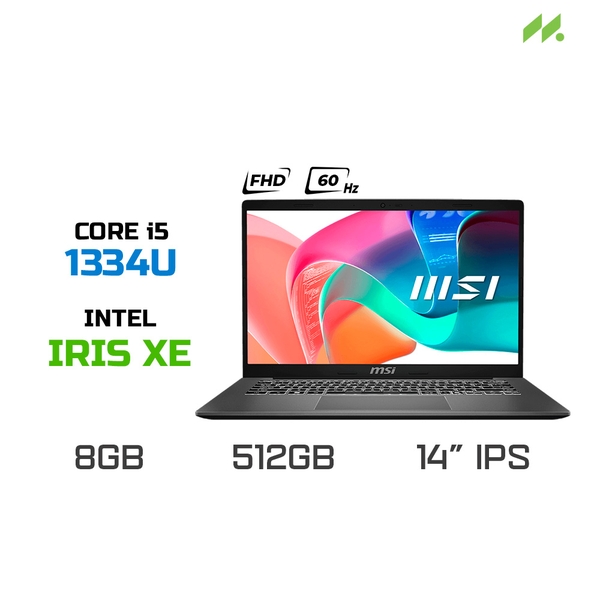 FHD 60 Hz
CORE i5
1334U
INTEL
IRIS XE
msi
msi
8GB 512GB 14” IPS